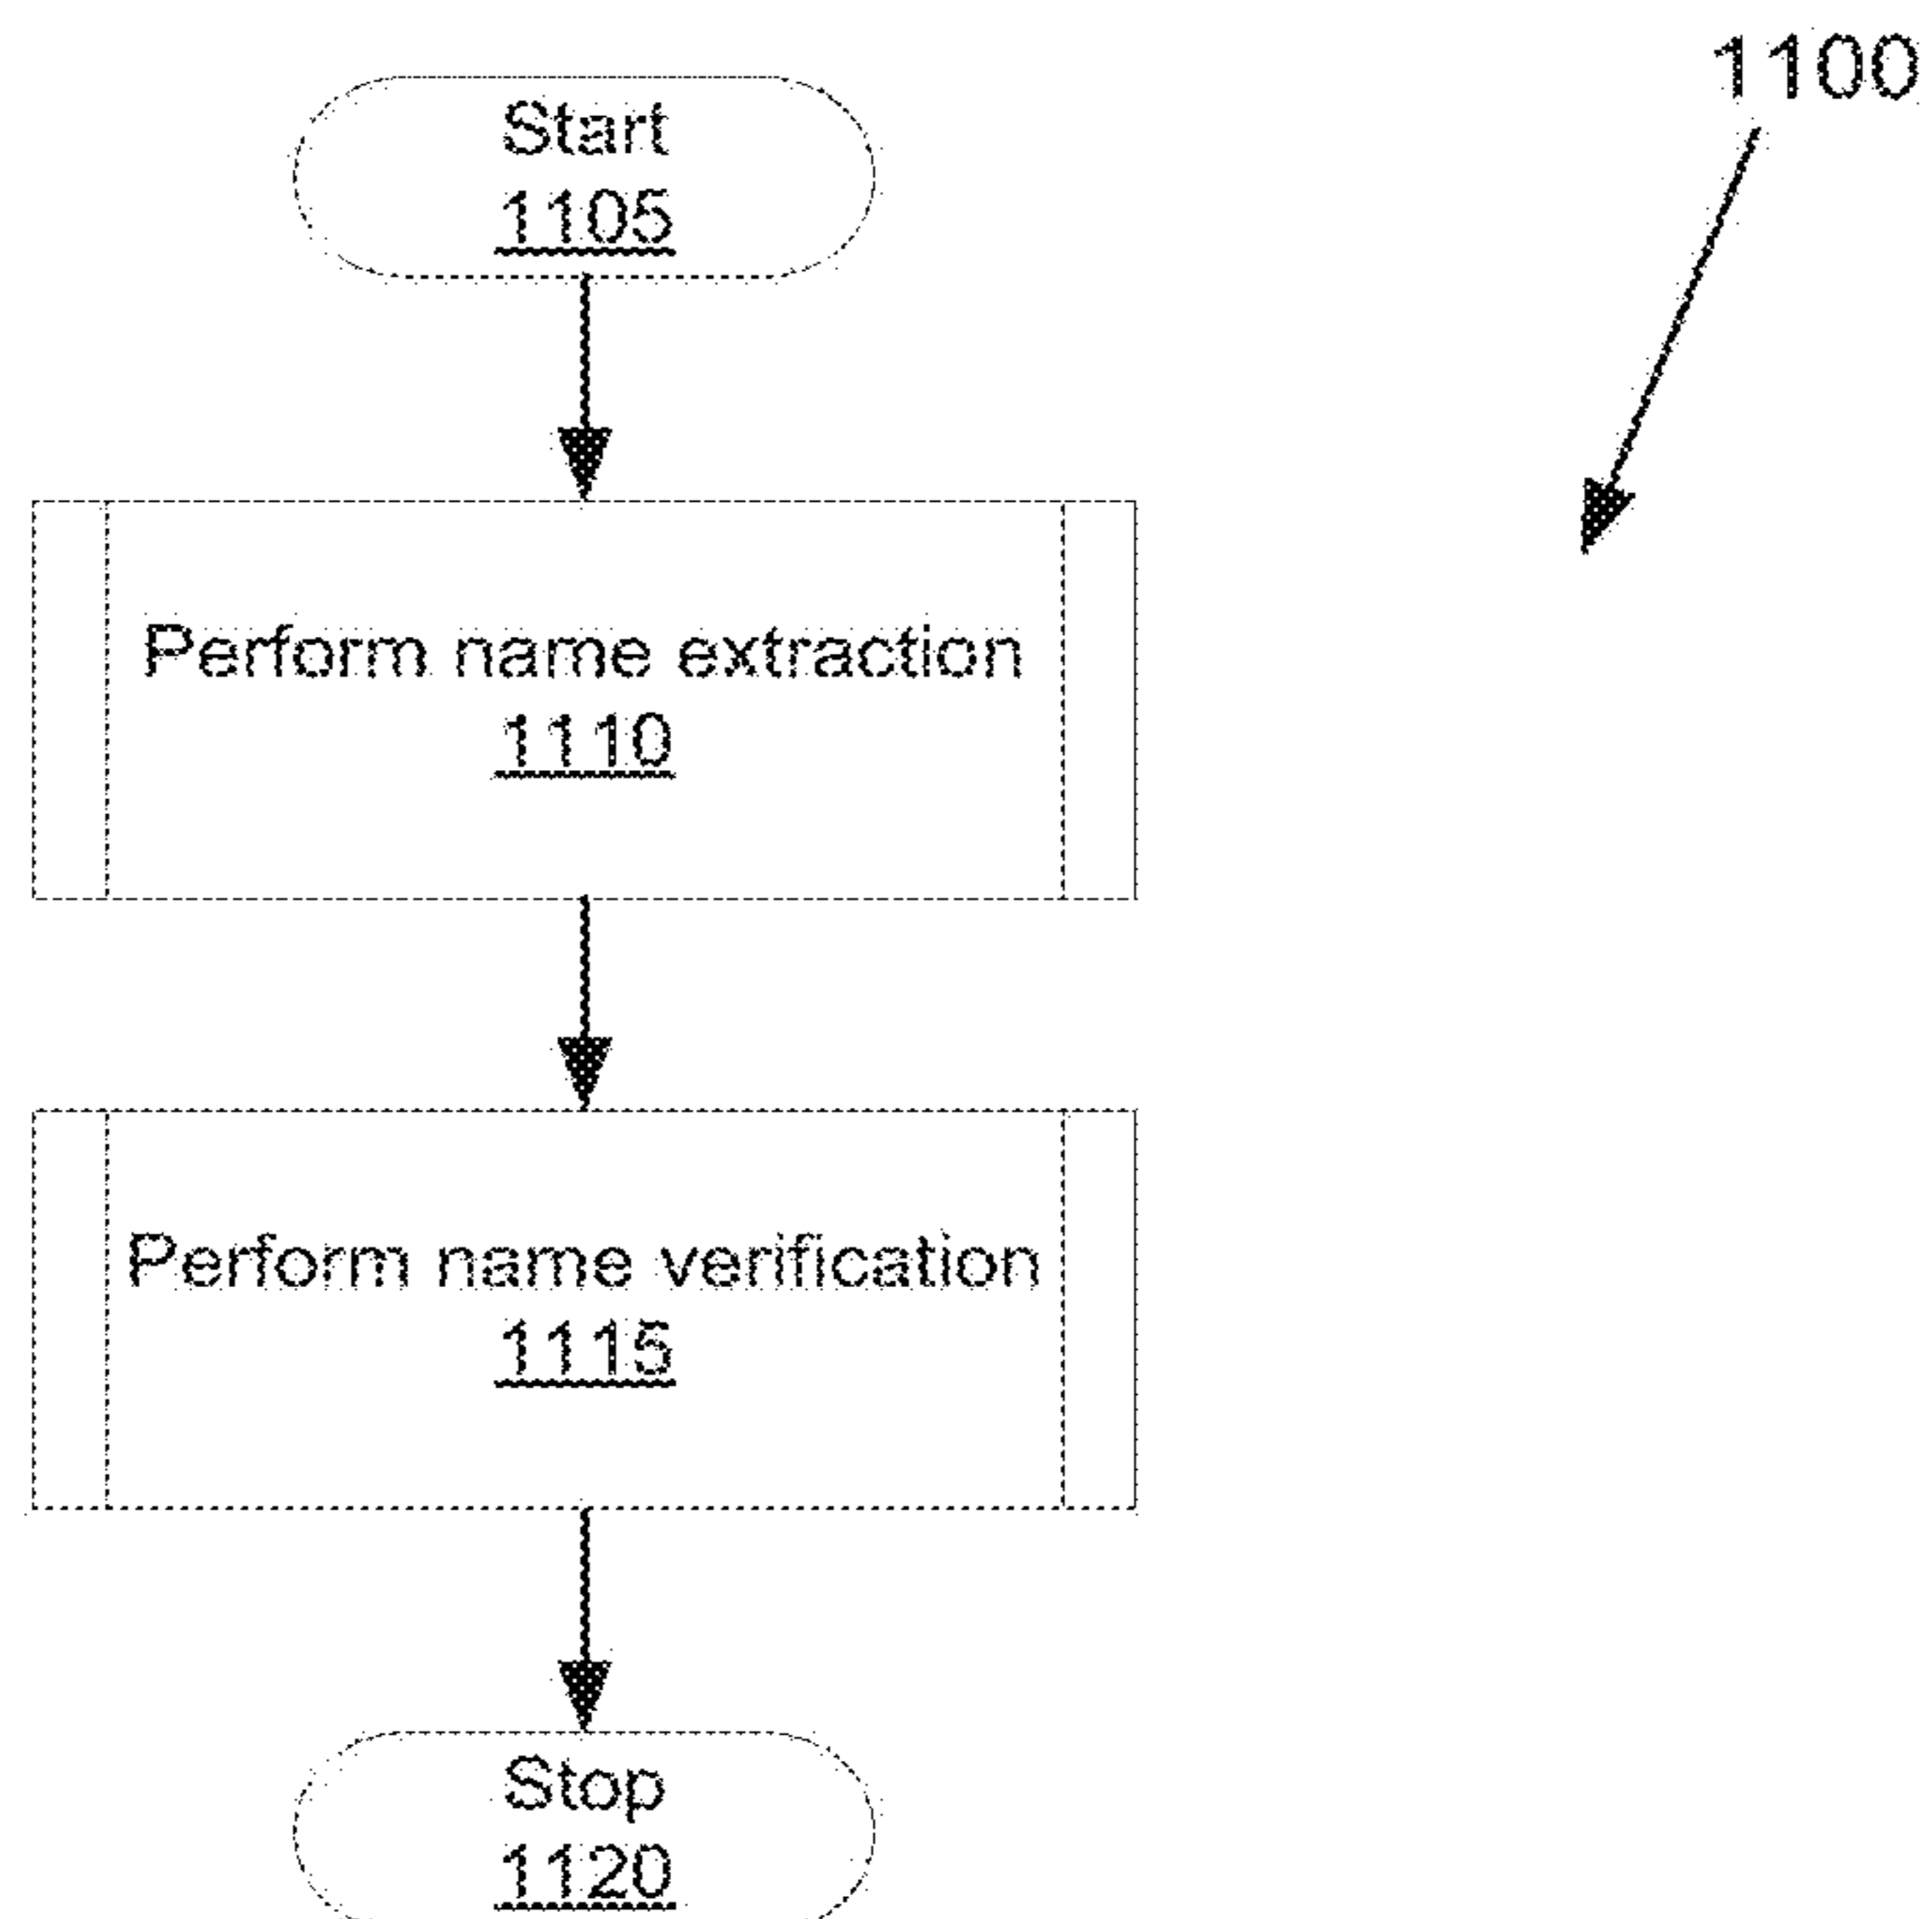 1100
Start
1105
Perform name extraction
1110
Perform name verification
1115
Stop
1120